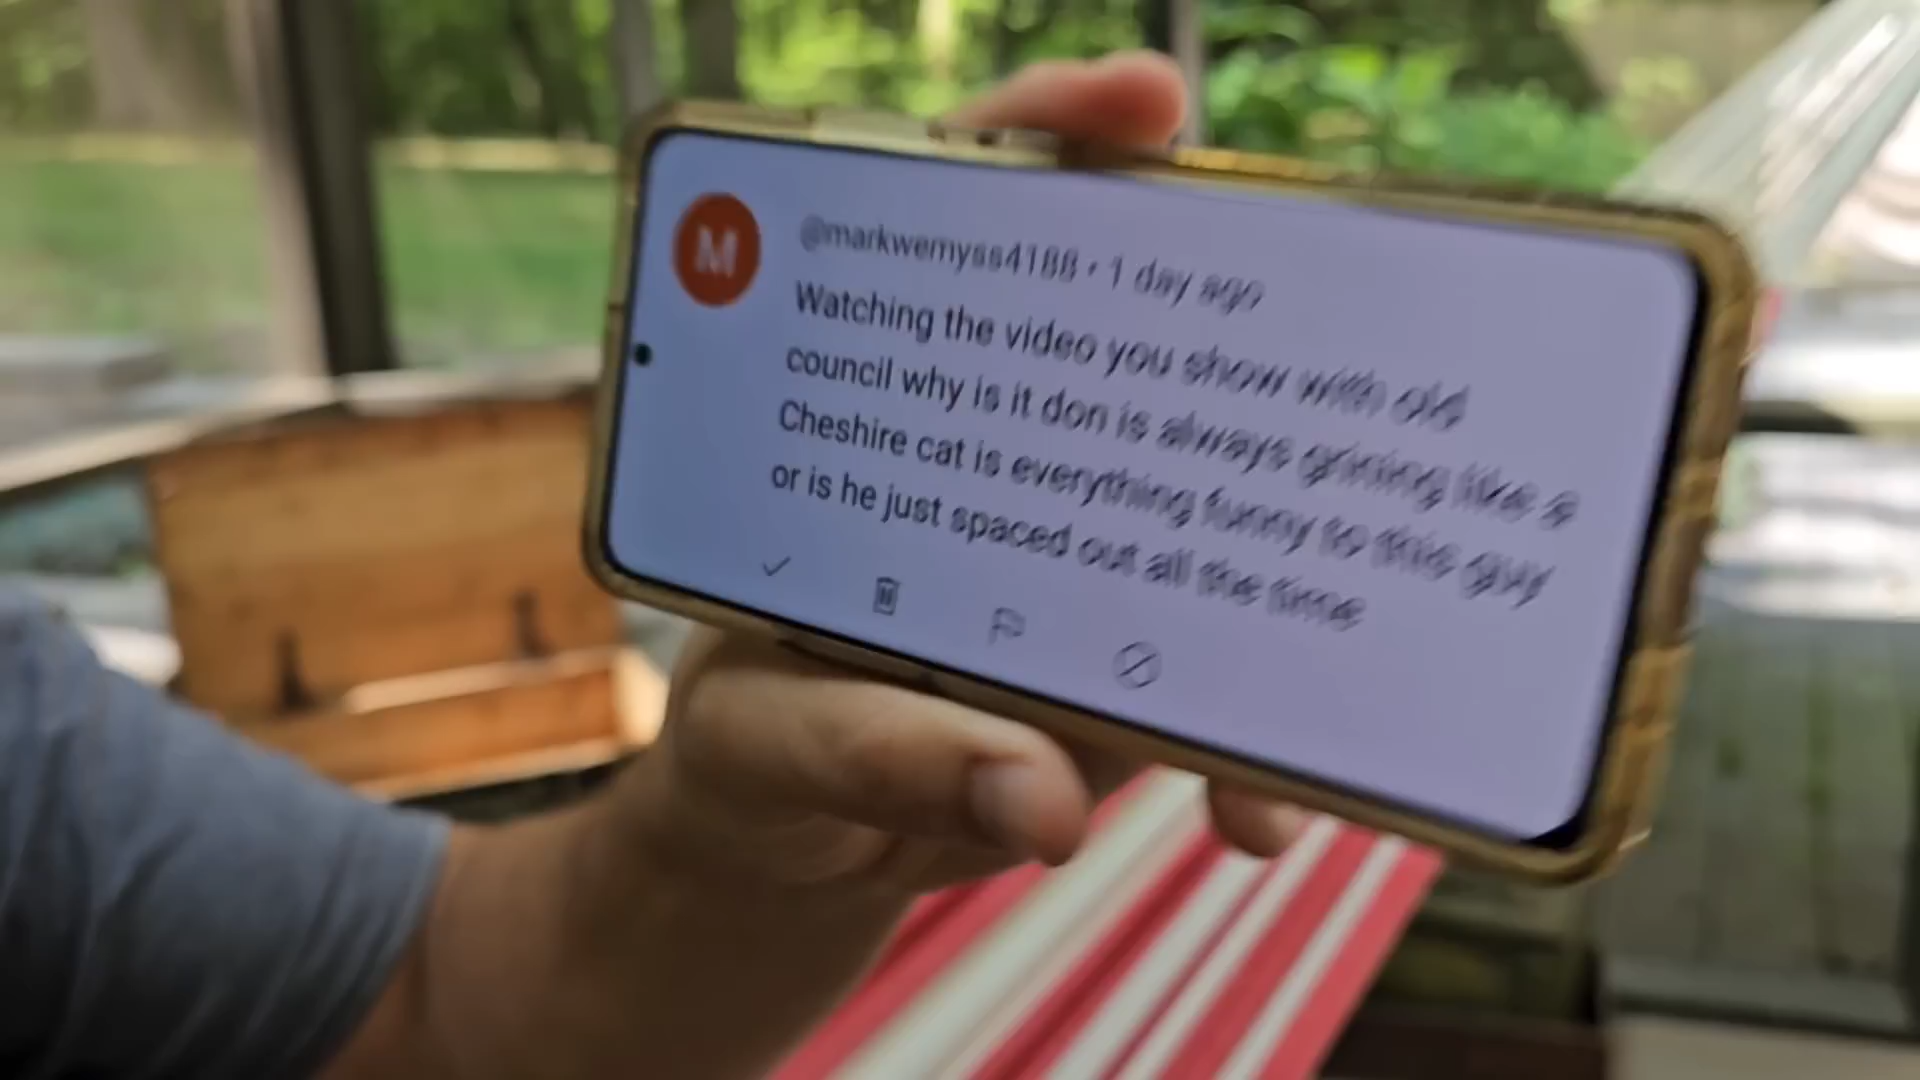 M
@markwemyss4188 • 1 day ago
Watching the video you show with old
council why is it don is always grining like a
Cheshire cat is everything funny to this guy
or is he just spaced out all the time